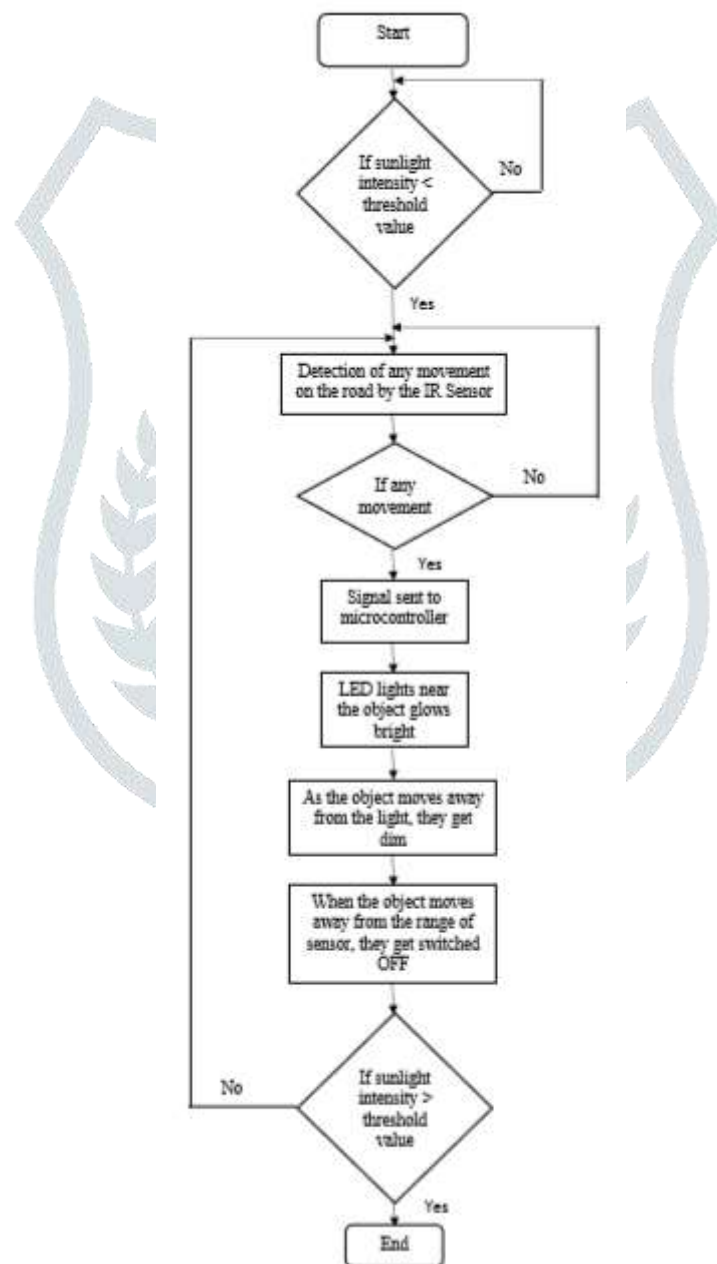 Start
If sunlight
intensity <
threshold
value
No
Yes
Detection of any movement
on the road by the IR Sensor
If any
movement
No
Yes
Signal sent to
microcontroller
LED lights near
the object glows
bright
As the object moves away
from the light, they get
dim
When the object moves
away from the range of
sensor, they get switched
OFF
If sunlight
intensity >
threshold
value
No
Yes
End